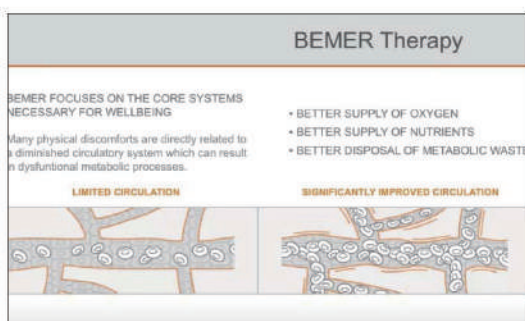 BEMER Therapy
BEMER FOCUSES ON THE CORE SYSTEMS
NECESSARY FOR WELLBEING
Many physical discomforts are directly related to
a diminished circulatory system which can result
in dysfuntional metabolic processes.
• BETTER SUPPLY OF OXYGEN
• BETTER SUPPLY OF NUTRIENTS
• BETTER DISPOSAL OF METABOLIC WASTE
LIMITED CIRCULATION
SIGNIFICANTLY IMPROVED CIRCULATION